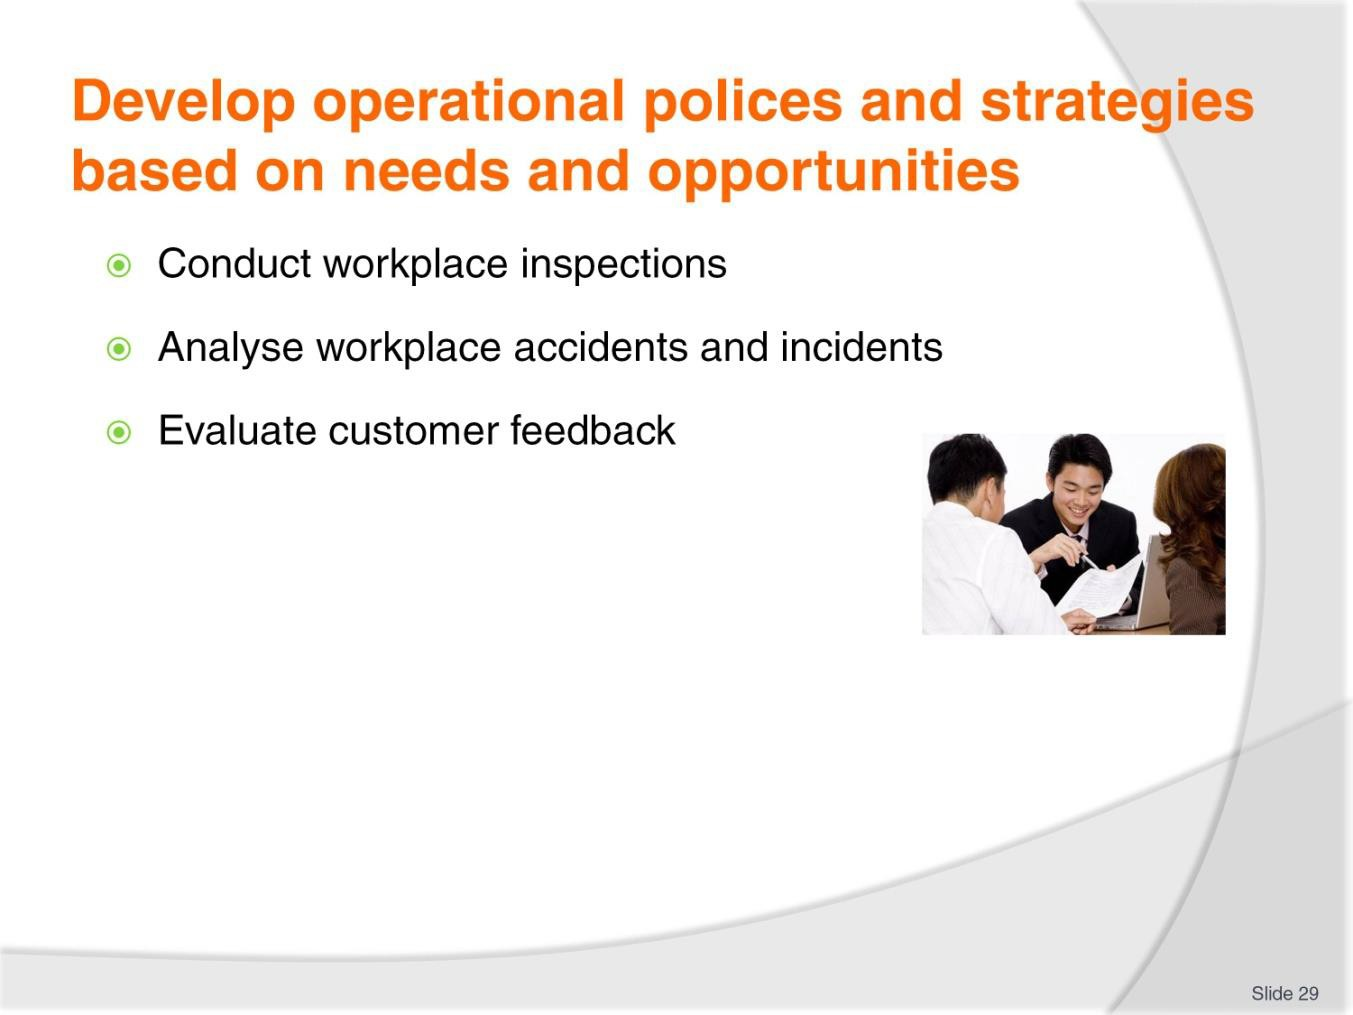 Develop operational polices and strategies
based on needs and opportunities
Conduct workplace inspections
Analyse workplace accidents and incidents
Evaluate customer feedback
Slide 29